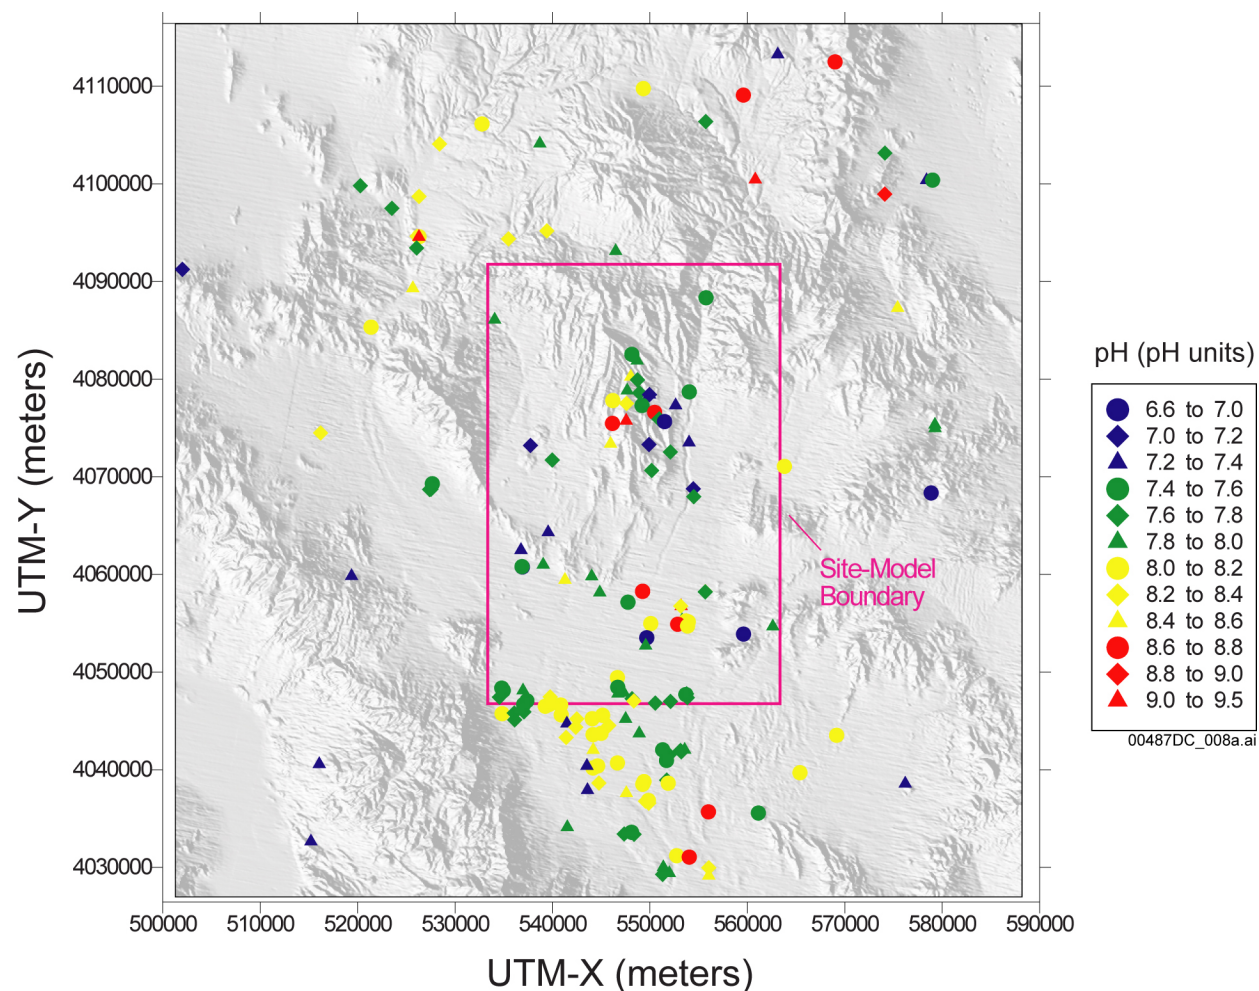 4110000
4100000
4090000
4080000
4070000
4060000
4050000
4040000
4030000
UTM-Y (meters)
500000 510000 520000 530000 540000 550000 560000 570000 580000 590000
UTM-X (meters)
Site-Model
Boundary
pH (pH units)
6.6 to 7.0
7.0 to 7.2
7.2 to 7.4
7.4 to 7.6
7.6 to 7.8
7.8 to 8.0
8.0 to 8.2
8.2 to 8.4
8.4 to 8.6
8.6 to 8.8
8.8 to 9.0
9.0 to 9.5
00487DC_008a.ai